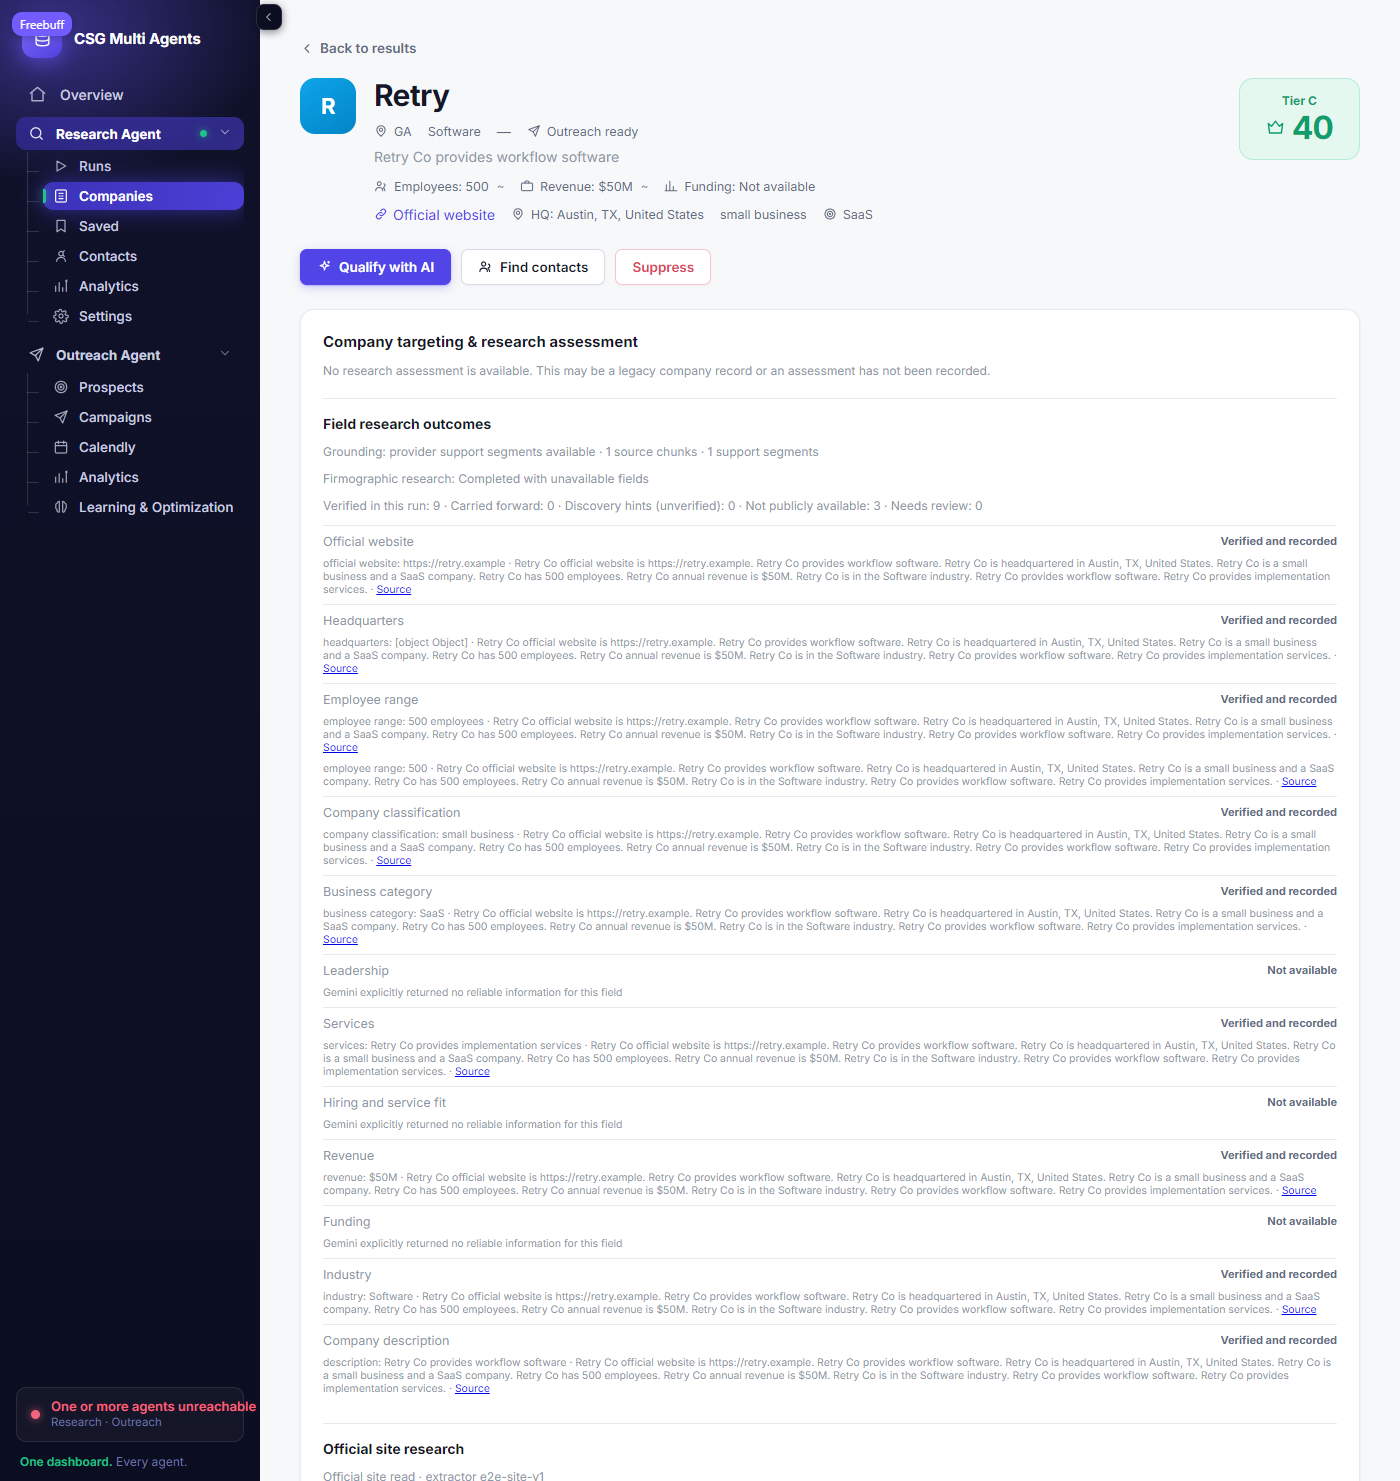 Freebuff
CSG Multi Agents
Overview
Research Agent
Runs
Companies
Saved
Contacts
Analytics
Settings
Outreach Agent
Prospects
Campaigns
Calendly
Analytics
Learning & Optimization
One or more agents unreachable
Research · Outreach
One dashboard. Every agent.
Back to results
R
Retry
GA Software — Outreach ready
Retry Co provides workflow software
Employees: 500 ~ Revenue: $50M ~ Funding: Not available
Official website HQ: Austin, TX, United States small business SaaS
Tier C
40
Qualify with AI Find contacts Suppress
Company targeting & research assessment
No research assessment is available. This may be a legacy company record or an assessment has not been recorded.
Field research outcomes
Grounding: provider support segments available · 1 source chunks · 1 support segments
Firmographic research: Completed with unavailable fields
Verified in this run: 9 · Carried forward: 0 · Discovery hints (unverified): 0 · Not publicly available: 3 · Needs review: 0
Official website Verified and recorded
official website: https://retry.example · Retry Co official website is https://retry.example. Retry Co provides workflow software. Retry Co is headquartered in Austin, TX, United States. Retry Co is a small
business and a SaaS company. Retry Co has 500 employees. Retry Co annual revenue is $50M. Retry Co is in the Software industry. Retry Co provides workflow software. Retry Co provides implementation
services. · Source
Headquarters Verified and recorded
headquarters: [object Object] · Retry Co official website is https://retry.example. Retry Co provides workflow software. Retry Co is headquartered in Austin, TX, United States. Retry Co is a small business
and a SaaS company. Retry Co has 500 employees. Retry Co annual revenue is $50M. Retry Co is in the Software industry. Retry Co provides workflow software. Retry Co provides implementation services. ·
Source
Employee range Verified and recorded
employee range: 500 employees · Retry Co official website is https://retry.example. Retry Co provides workflow software. Retry Co is headquartered in Austin, TX, United States. Retry Co is a small business
and a SaaS company. Retry Co has 500 employees. Retry Co annual revenue is $50M. Retry Co is in the Software industry. Retry Co provides workflow software. Retry Co provides implementation services. ·
Source
employee range: 500 · Retry Co official website is https://retry.example. Retry Co provides workflow software. Retry Co is headquartered in Austin, TX, United States. Retry Co is a small business and a SaaS
company. Retry Co has 500 employees. Retry Co annual revenue is $50M. Retry Co is in the Software industry. Retry Co provides workflow software. Retry Co provides implementation services. · Source
Company classification Verified and recorded
company classification: small business · Retry Co official website is https://retry.example. Retry Co provides workflow software. Retry Co is headquartered in Austin, TX, United States. Retry Co is a small
business and a SaaS company. Retry Co has 500 employees. Retry Co annual revenue is $50M. Retry Co is in the Software industry. Retry Co provides workflow software. Retry Co provides implementation
services. · Source
Business category Verified and recorded
business category: SaaS · Retry Co official website is https://retry.example. Retry Co provides workflow software. Retry Co is headquartered in Austin, TX, United States. Retry Co is a small business and a
SaaS company. Retry Co has 500 employees. Retry Co annual revenue is $50M. Retry Co is in the Software industry. Retry Co provides workflow software. Retry Co provides implementation services. ·
Source
Leadership Not available
Gemini explicitly returned no reliable information for this field
Services Verified and recorded
services: Retry Co provides implementation services · Retry Co official website is https://retry.example. Retry Co provides workflow software. Retry Co is headquartered in Austin, TX, United States. Retry Co
is a small business and a SaaS company. Retry Co has 500 employees. Retry Co annual revenue is $50M. Retry Co is in the Software industry. Retry Co provides workflow software. Retry Co provides
implementation services. · Source
Hiring and service fit Not available
Gemini explicitly returned no reliable information for this field
Revenue Verified and recorded
revenue: $50M · Retry Co official website is https://retry.example. Retry Co provides workflow software. Retry Co is headquartered in Austin, TX, United States. Retry Co is a small business and a SaaS
company. Retry Co has 500 employees. Retry Co annual revenue is $50M. Retry Co is in the Software industry. Retry Co provides workflow software. Retry Co provides implementation services. · Source
Funding Not available
Gemini explicitly returned no reliable information for this field
Industry Verified and recorded
industry: Software · Retry Co official website is https://retry.example. Retry Co provides workflow software. Retry Co is headquartered in Austin, TX, United States. Retry Co is a small business and a SaaS
company. Retry Co has 500 employees. Retry Co annual revenue is $50M. Retry Co is in the Software industry. Retry Co provides workflow software. Retry Co provides implementation services. · Source
Company description Verified and recorded
description: Retry Co provides workflow software · Retry Co official website is https://retry.example. Retry Co provides workflow software. Retry Co is headquartered in Austin, TX, United States. Retry Co is
a small business and a SaaS company. Retry Co has 500 employees. Retry Co annual revenue is $50M. Retry Co is in the Software industry. Retry Co provides workflow software. Retry Co provides
implementation services. · Source
Official site research
Official site read · extractor e2e-site-v1